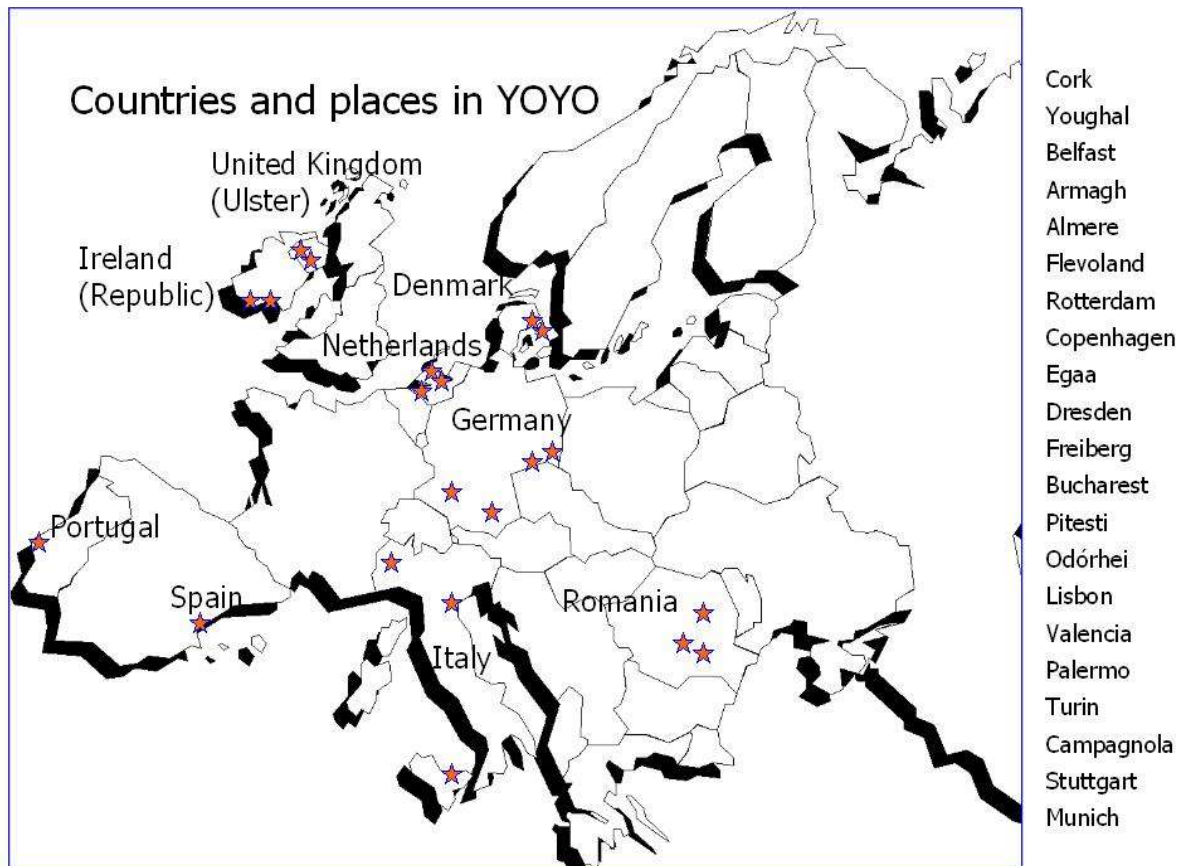 Countries and places in YOYO
United Kingdom
(Ulster)
Ireland
(Republic)
Denmark
Netherlands
Germany
Portugal
Spain
Romania
Italy
Cork
Youghal
Belfast
Armagh
Almere
Flevoland
Rotterdam
Copenhagen
Egaa
Dresden
Freiberg
Bucharest
Pitesti
Odórhei
Lisbon
Valencia
Palermo
Turin
Campagnola
Stuttgart
Munich